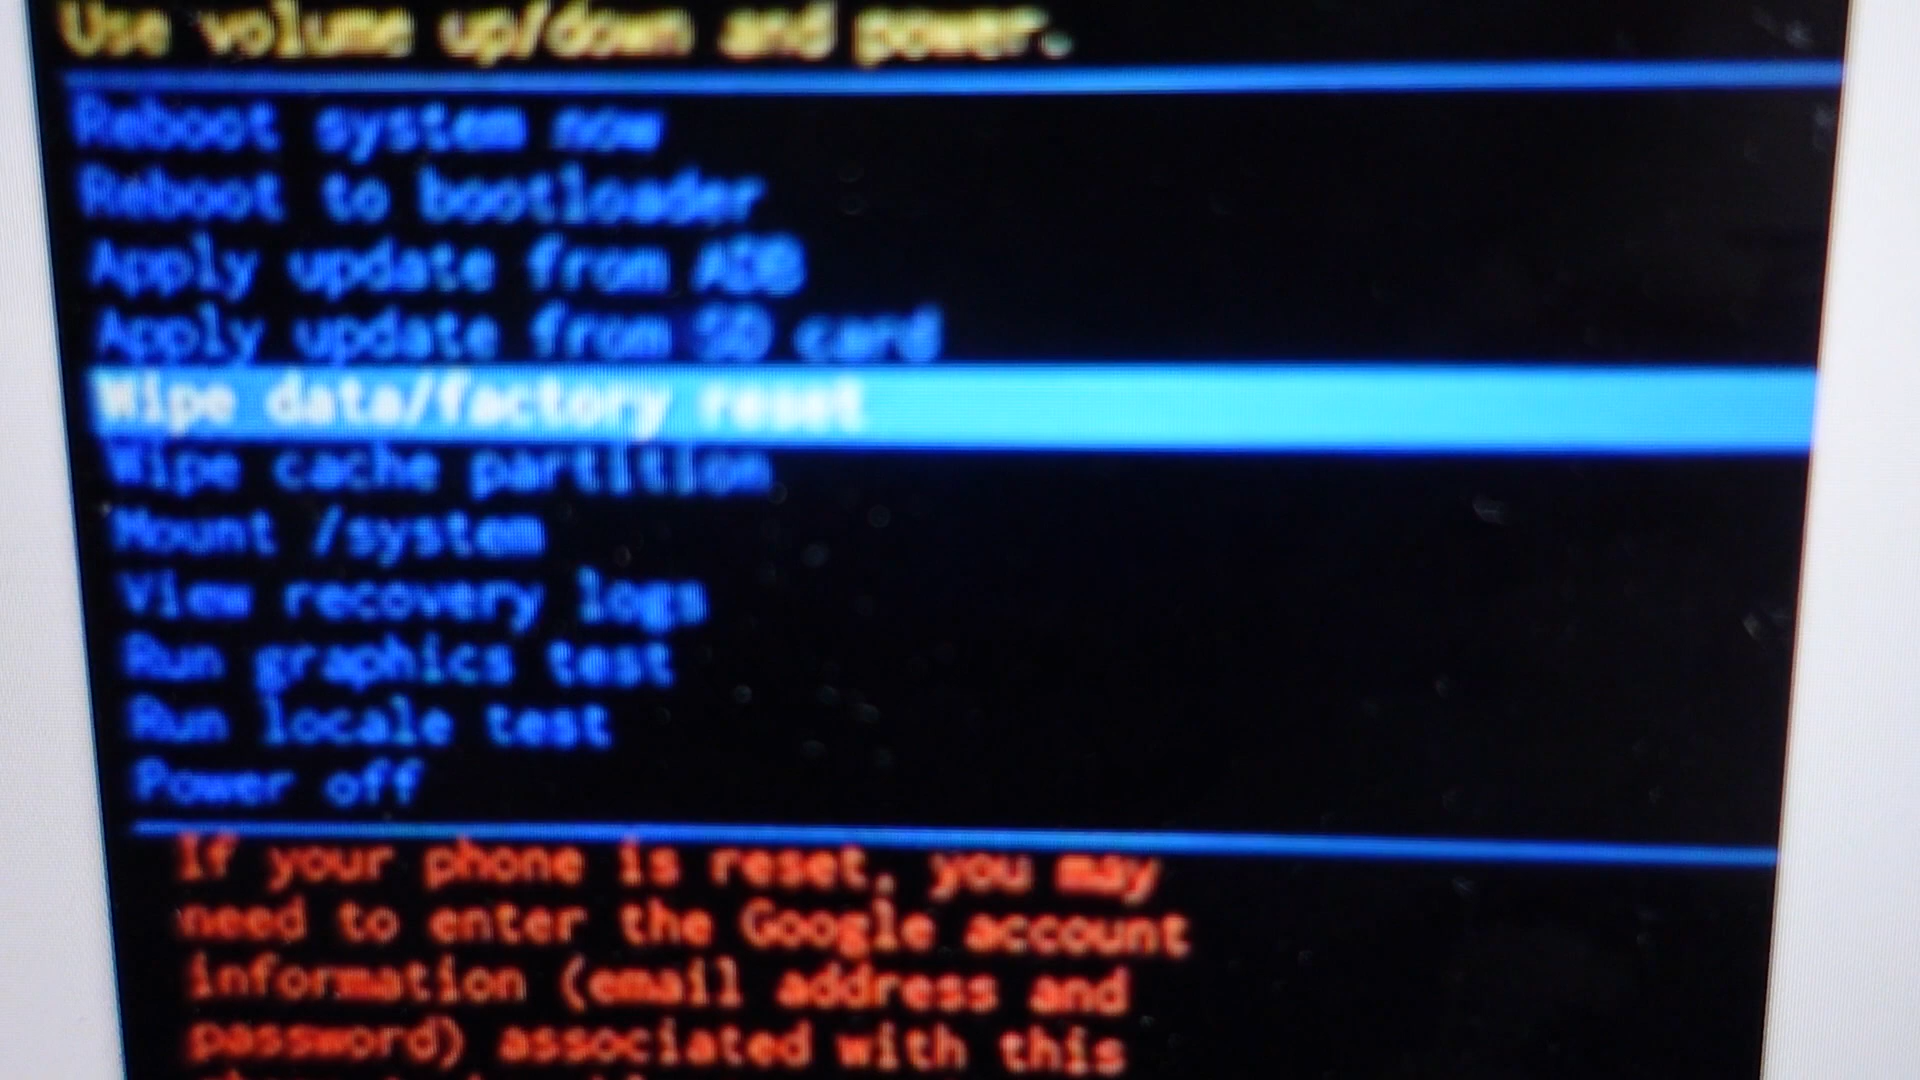 Use volume up/down and power.
Reboot system now
Reboot to bootloader
Apply update from ADB
Apply update from SD card
Wipe data/factory reset
Wipe cache partition
Mount /system
View recovery logs
Run graphics test
Run locale test
Power off
If your phone is reset, you may
need to enter the Google account
information (email address and
password) associated with this